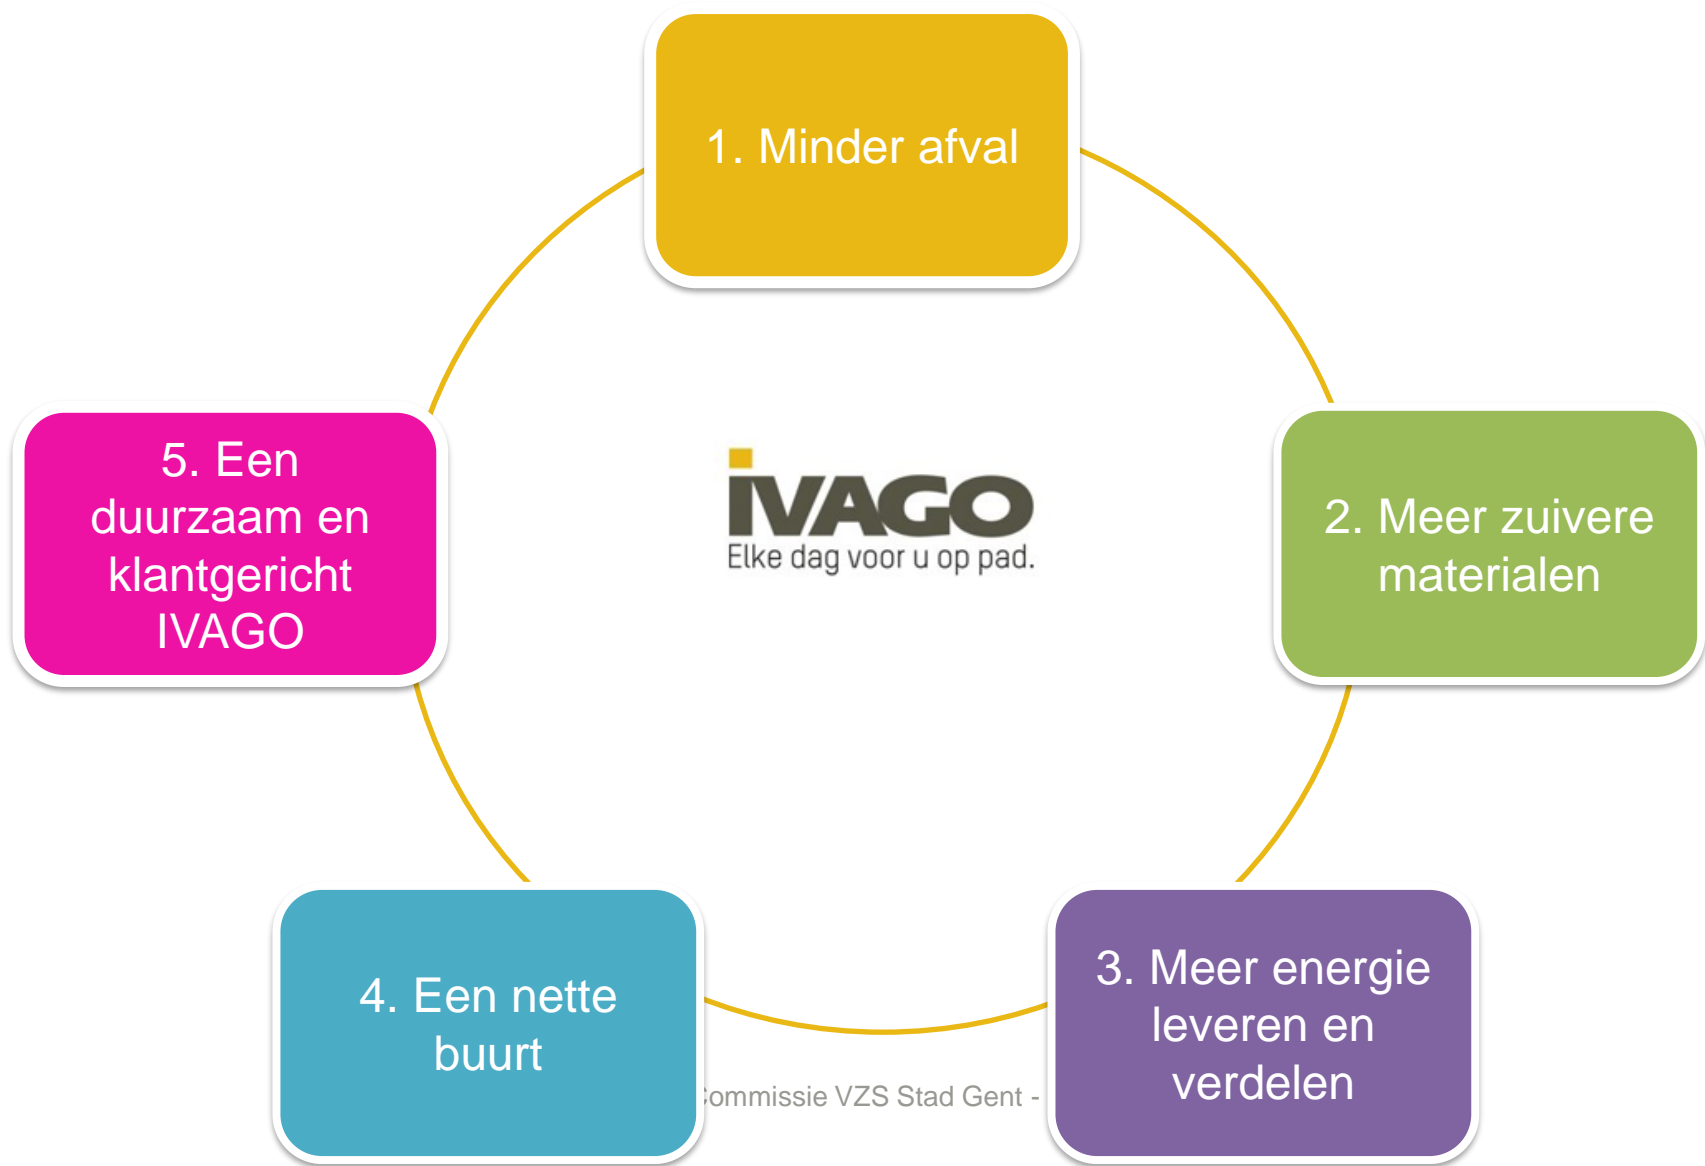 1. Minder afval
2. Meer zuivere
materialen
3. Meer energie
leveren en
verdelen
4. Een nette
buurt
5. Een
duurzaam en
klantgericht
IVAGO
IVAGO
Elke dag voor u op pad.
VZS Stad Gent -